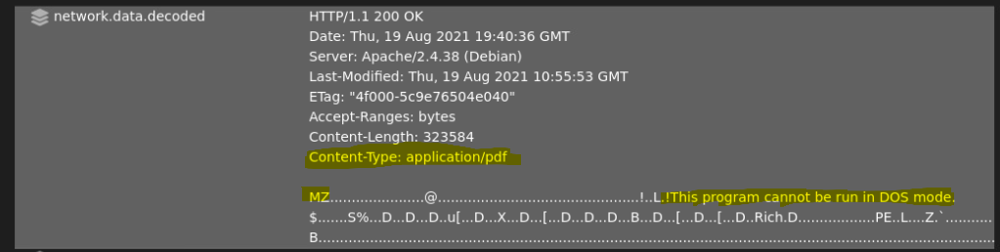 network.data.decoded
HTTP/1.1 200 OK
Date: Thu, 19 Aug 2021 19:40:36 GMT
Server: Apache/2.4.38 (Debian)
Last-Modified: Thu, 19 Aug 2021 10:55:53 GMT
ETag: "4f000-5c9e76504e040"
Accept-Ranges: bytes
Content-Length: 323584
Content-Type: application/pdf
MZ......................@..............................................!..L.!This program cannot be run in DOS mode.
$.......S%...D...D...D..u[...D...X...D...[...D...D...D...B...D...[...D...[...D..Rich.D..................PE..L....Z.`...........
B..............................................................................................................................................